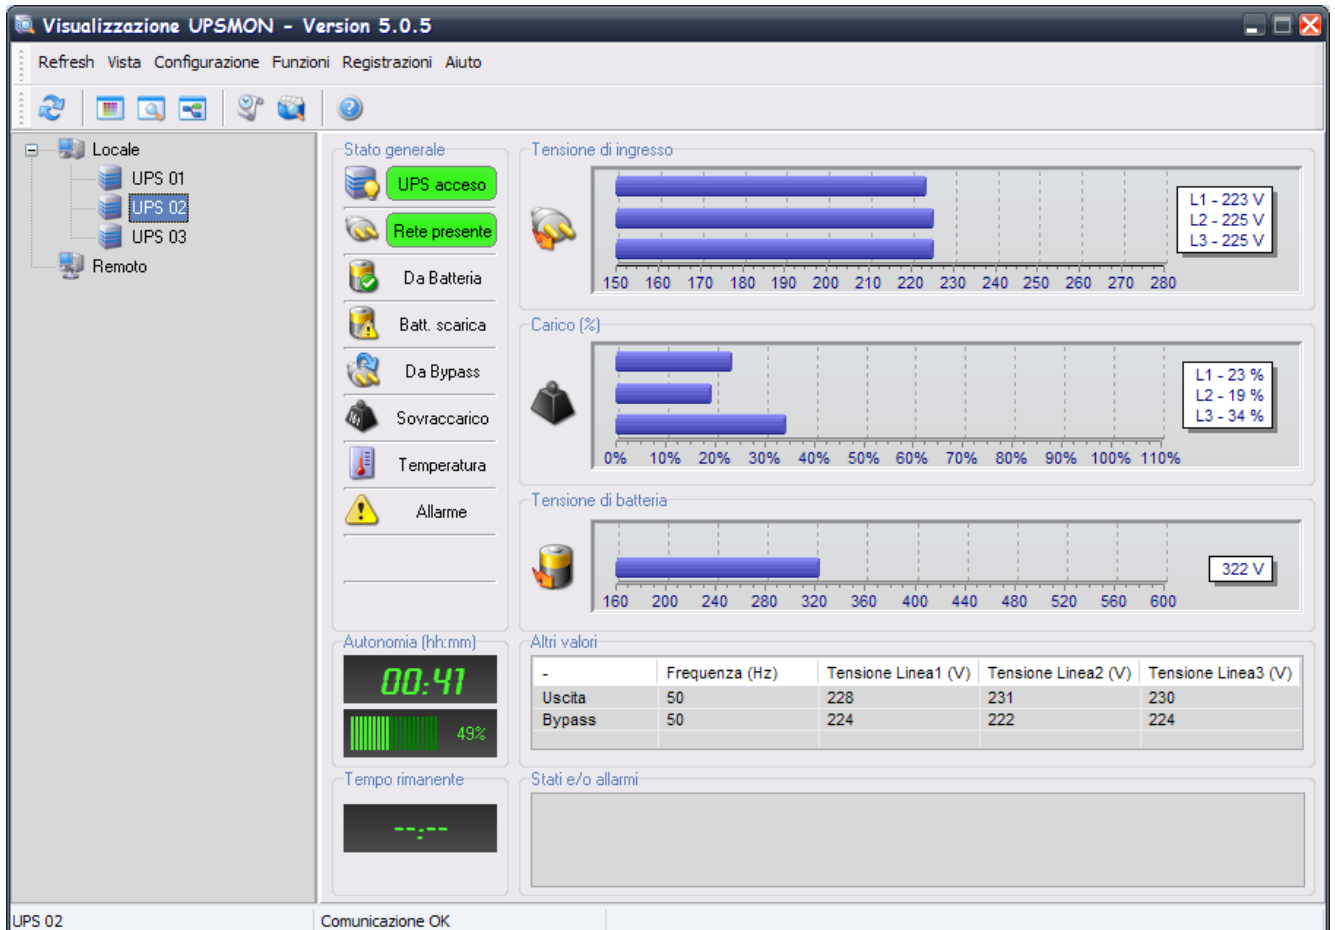 Visualizzazione UPSMON - Version 5.0.5
Refresh Vista Configurazione Funzioni Registrazioni Aiuto
Locale
UPS 01
UPS 02
UPS 03
Remoto
Stato generale
UPS acceso
Rete presente
Da Batteria
Batt. scarica
Da Bypass
Sovraccarico
Temperatura
Allarme
Tensione di ingresso
L1 - 223 V
L2 - 225 V
L3 - 225 V
150 160 170 180 190 200 210 220 230 240 250 260 270 280
Carico (%)
L1 - 23 %
L2 - 19 %
L3 - 34 %
0% 10% 20% 30% 40% 50% 60% 70% 80% 90% 100% 110%
Tensione di batteria
322 V
160 200 240 280 320 360 400 440 480 520 560 600
Autonomia (hh:mm)
00:41
49%
Tempo rimanente
--:--
Altri valori
- Frequenza (Hz) Tensione Linea1 (V) Tensione Linea2 (V) Tensione Linea3 (V)
Uscita 50 228 231 230
Bypass 50 224 222 224
Stati e/o allarmi
UPS 02 Comunicazione OK